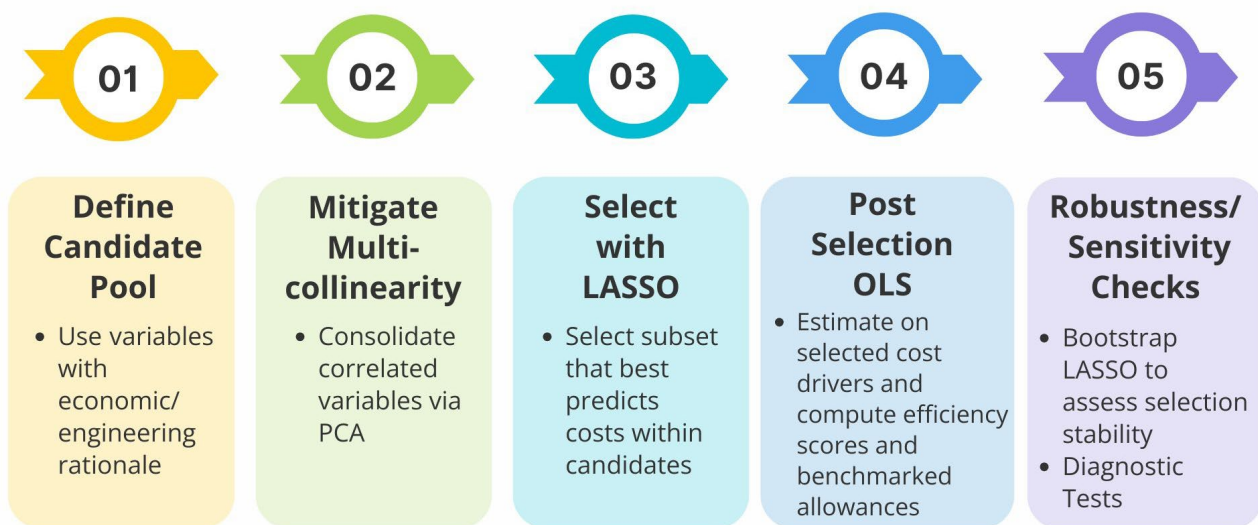 01
02
03
04
05
Define
Candidate
Pool
• Use variables
with
economic/
engineering
rationale
Mitigate
Multi-
collinearity
• Consolidate
correlated
variables via
PCA
Select
with
LASSO
• Select subset
that best
predicts
costs within
candidates
Post
Selection
OLS
• Estimate on
selected cost
drivers and
compute efficiency
scores and
benchmarked
allowances
Robustness/
Sensitivity
Checks
• Bootstrap
LASSO to
assess selection
stability
• Diagnostic
Tests